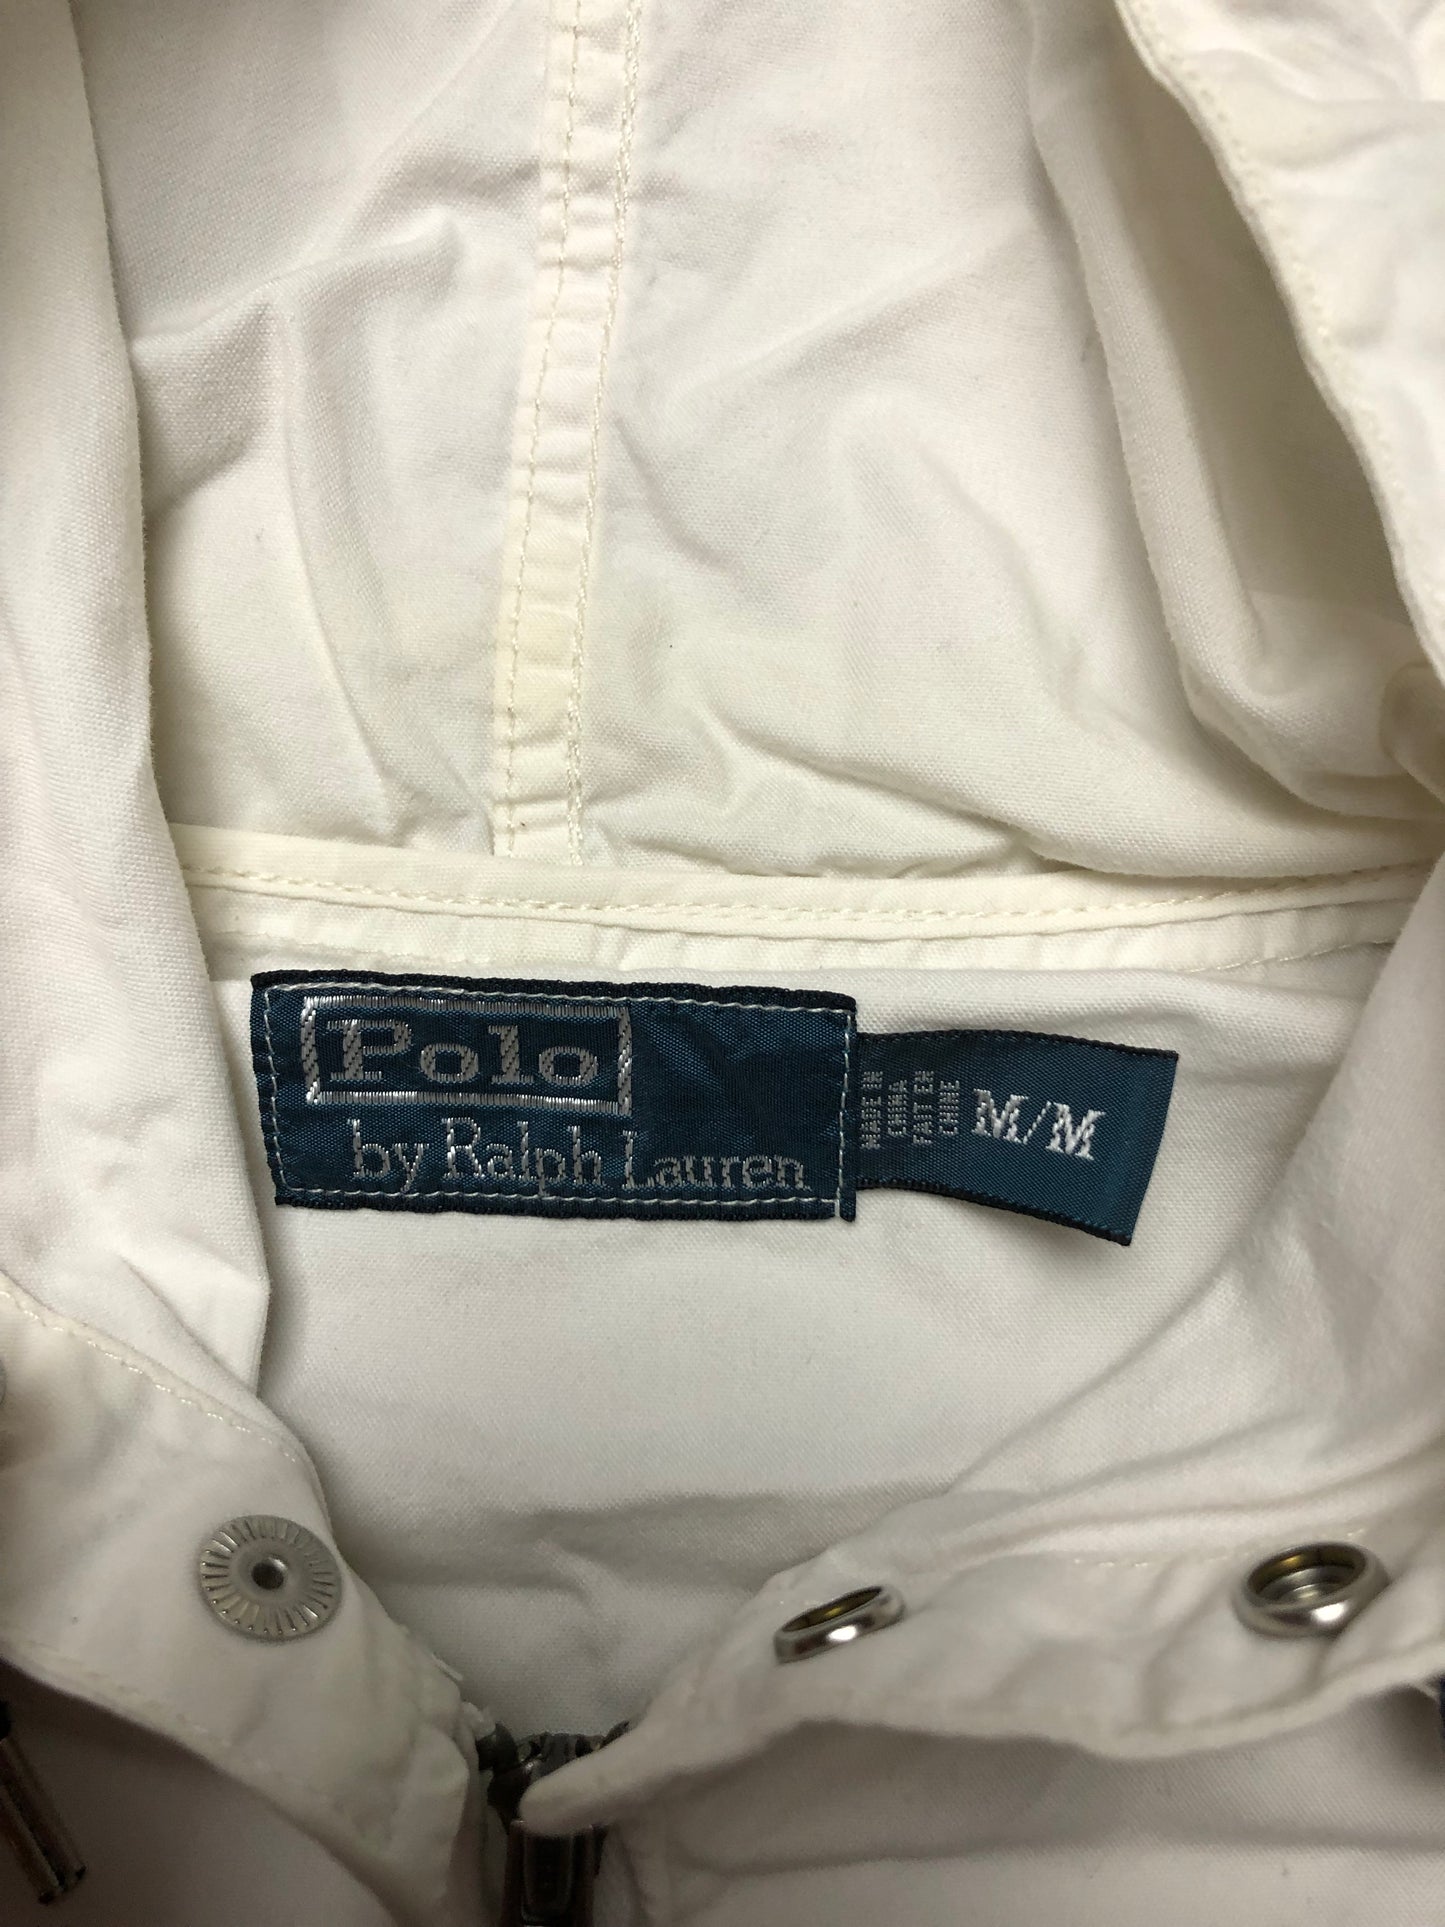 Polo
by Ralph Lauren
MADE IN
CHINA
FAIT EN
CHINE
M/M